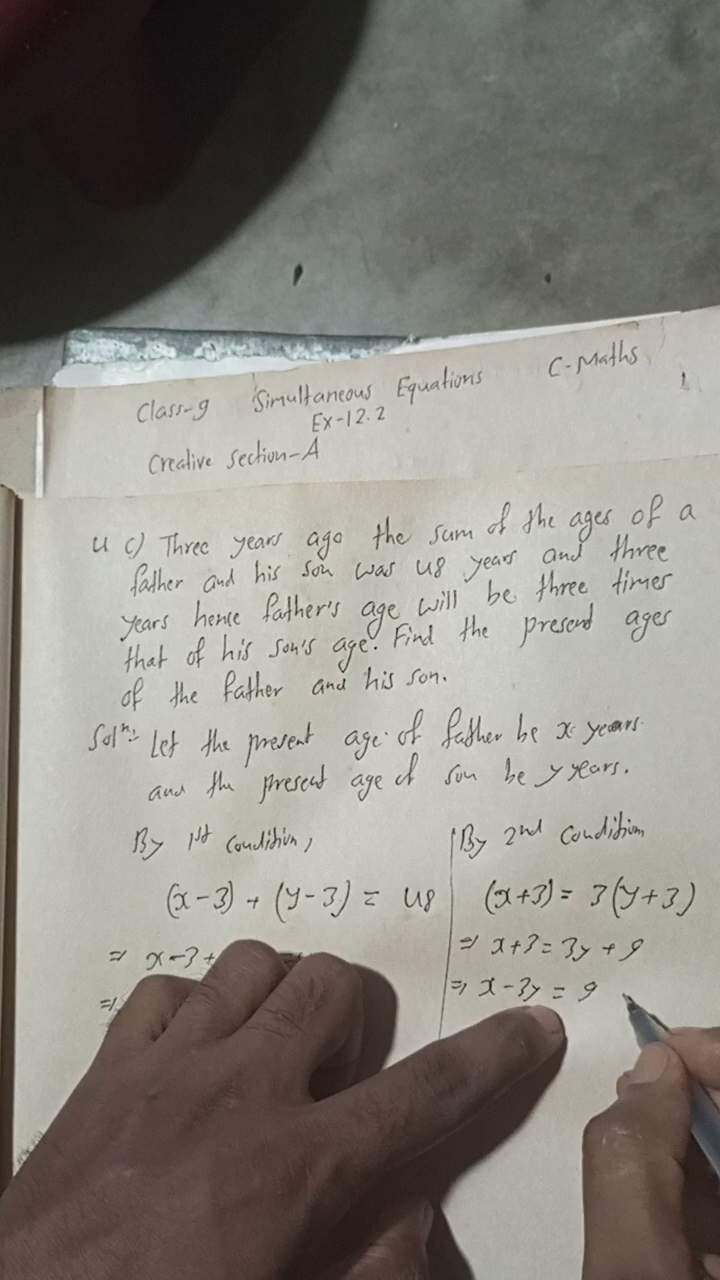 Class-9 Simultaneous Equations C-Maths
Ex-12.2
Creative section-A
4 c) Three years ago the sum of the ages of a
father and his son was 48 years and three
years hence father's age will be three times
that of his son's age. Find the present ages
of the father and his son.
Solⁿ:- Let the present age of father be x years
and the present age of son be y years.
By 1st condition,
(x-3) + (y-3) = 48
⇒ x-3+
⇒
By 2nd condition
(x+3) = 3(y+3)
⇒ x+3 = 3y + 9
⇒ x-3y = 9